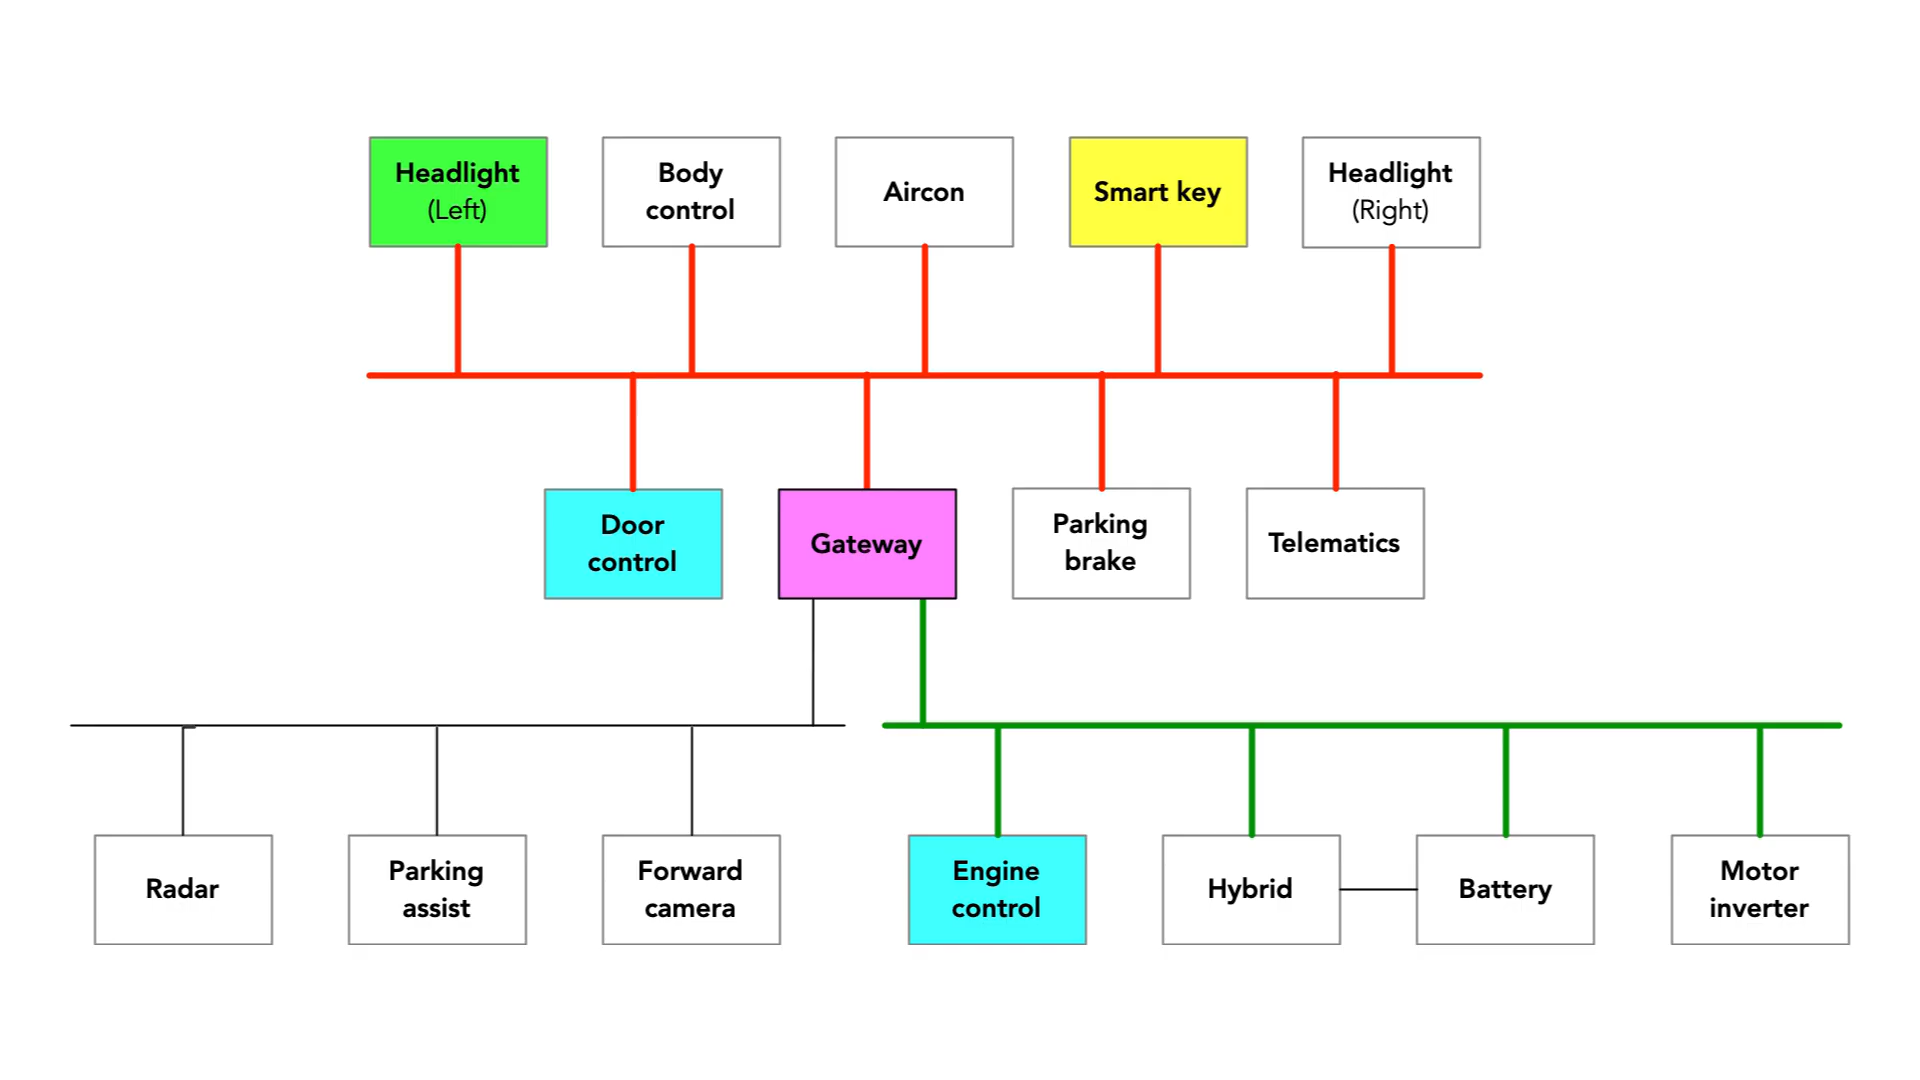 Headlight
(Left)
Body
control
Aircon
Smart key
Headlight
(Right)
Door
control
Gateway
Parking
brake
Telematics
Radar
Parking
assist
Forward
camera
Engine
control
Hybrid
Battery
Motor
inverter